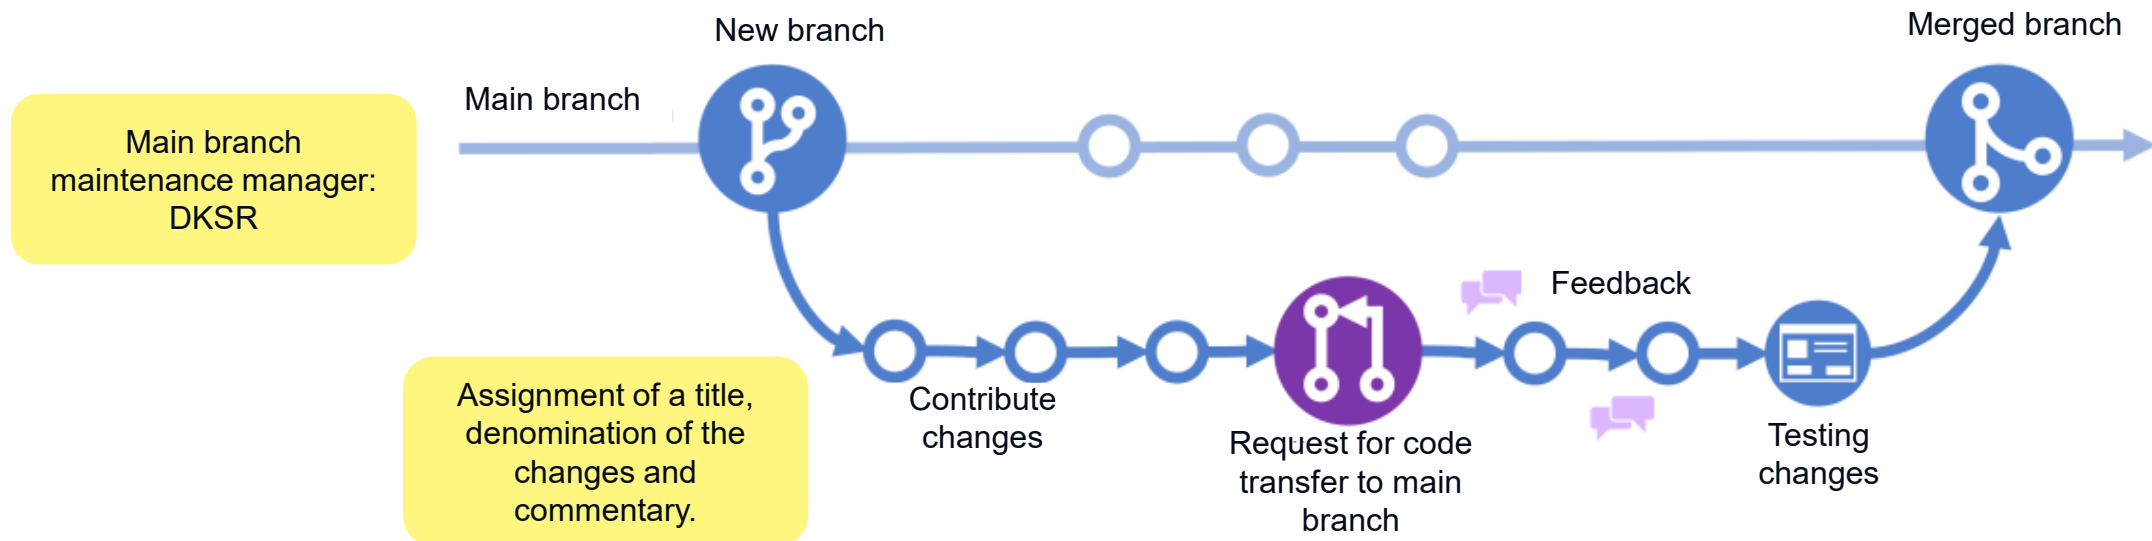 New branch
Merged branch
Main branch
Main branch
maintenance manager:
DKSR
Feedback
Assignment of a title,
denomination of the
changes and
commentary.
Contribute
changes
Request for code
transfer to main
branch
Testing
changes